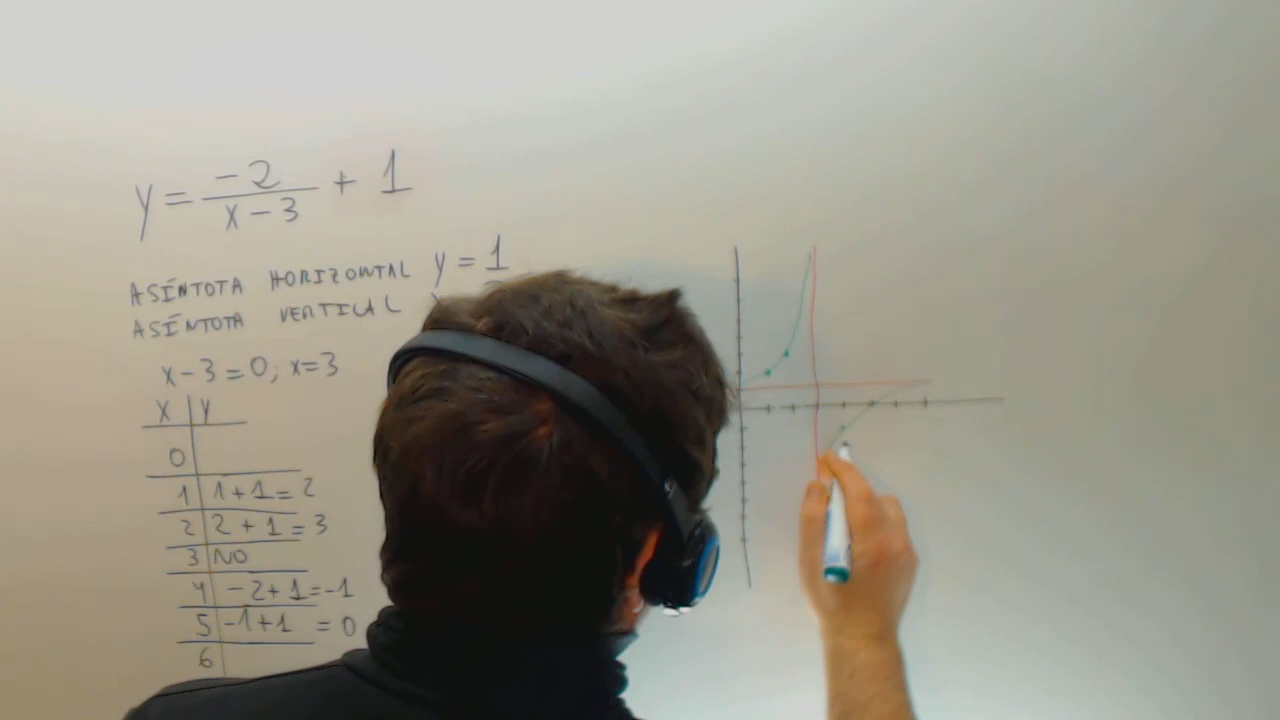 y = -2/(x-3) + 1
ASÍNTOTA HORIZONTAL y = 1
ASÍNTOTA VERTICAL
x-3=0; x=3
X | Y
0
1 | 1+1=2
2 | 2+1=3
3 | NO
4 | -2+1=-1
5 | -1+1 = 0
6